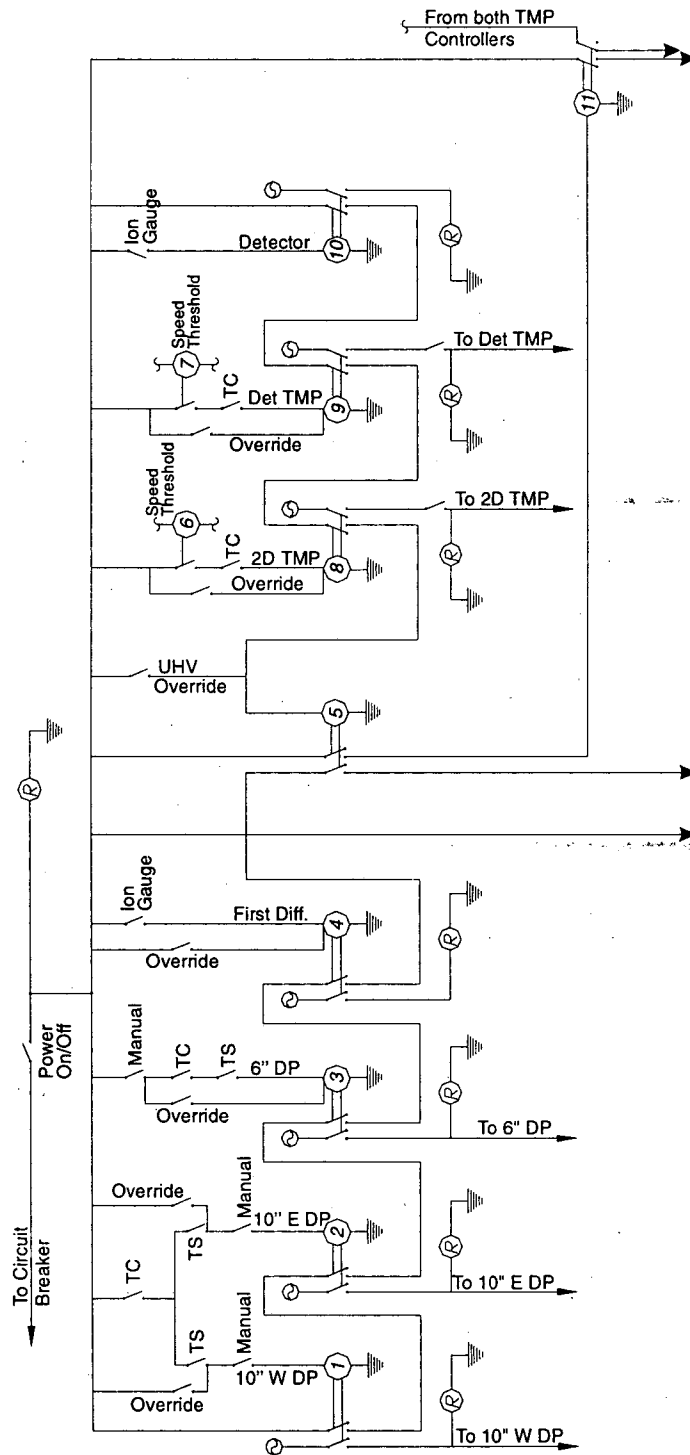 From both TMP
Controllers
11
Ion
Gauge
Detector
10
R
Speed
Threshold
7
TC
Det TMP
Override
9
To Det TMP
R
Speed
Threshold
6
TC
2D TMP
Override
8
To 2D TMP
R
UHV
Override
5
R
Ion
Gauge
First Diff.
Override
4
R
Power
On/Off
Manual
TC
TS
6" DP
Override
3
R
To 6" DP
To Circuit
Breaker
Override
TC
TS
Manual
10" E DP
2
R
To 10" E DP
TS
Manual
10" W DP
Override
1
R
To 10" W DP